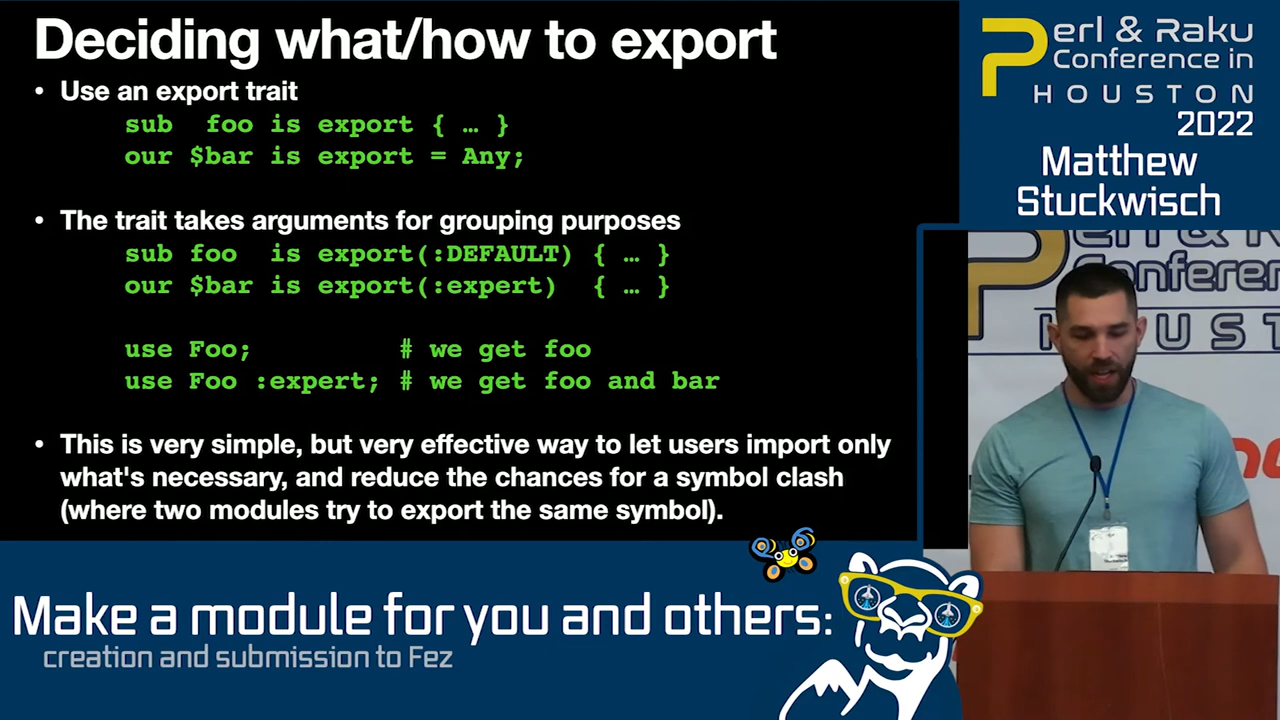 Deciding what/how to export
• Use an export trait
sub  foo is export { … }
our $bar is export = Any;
• The trait takes arguments for grouping purposes
sub foo  is export(:DEFAULT) { … }
our $bar is export(:expert)  { … }
use Foo;         # we get foo
use Foo :expert; # we get foo and bar
• This is very simple, but very effective way to let users import only
what's necessary, and reduce the chances for a symbol clash
(where two modules try to export the same symbol).
Perl & Raku
Conference in
HOUSTON
2022
Matthew
Stuckwisch
Perl & Ra
Conferen
HOUST
Make a module for you and others:
creation and submission to Fez